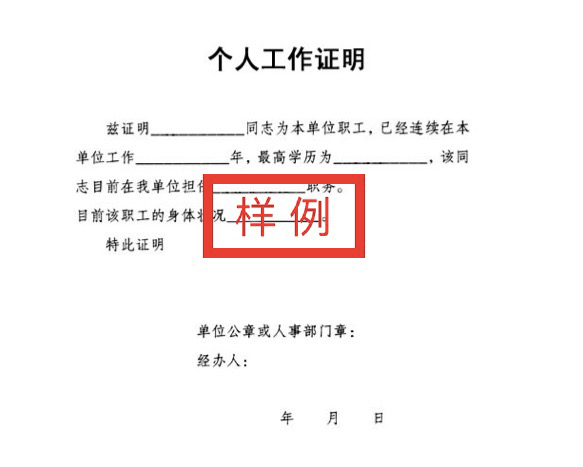 个人工作证明
兹证明____________同志为本单位职工，已经连续在本
单位工作____________年，最高学历为____________，该同
志目前在我单位担任____________职务。
目前该职工的身体状况____________。
样例
特此证明
单位公章或人事部门章：
经办人：
年 月 日